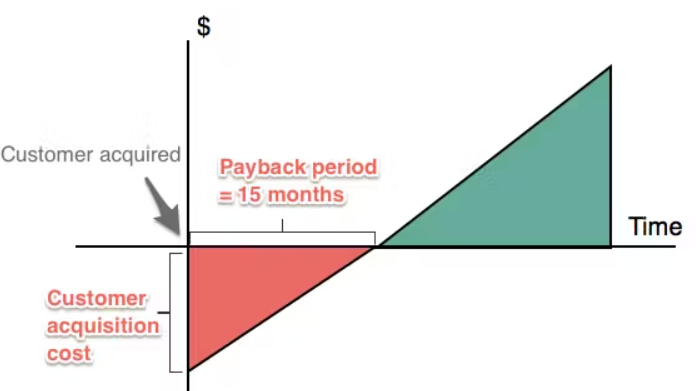 $
Customer acquired
Payback period
= 15 months
Time
Customer
acquisition
cost